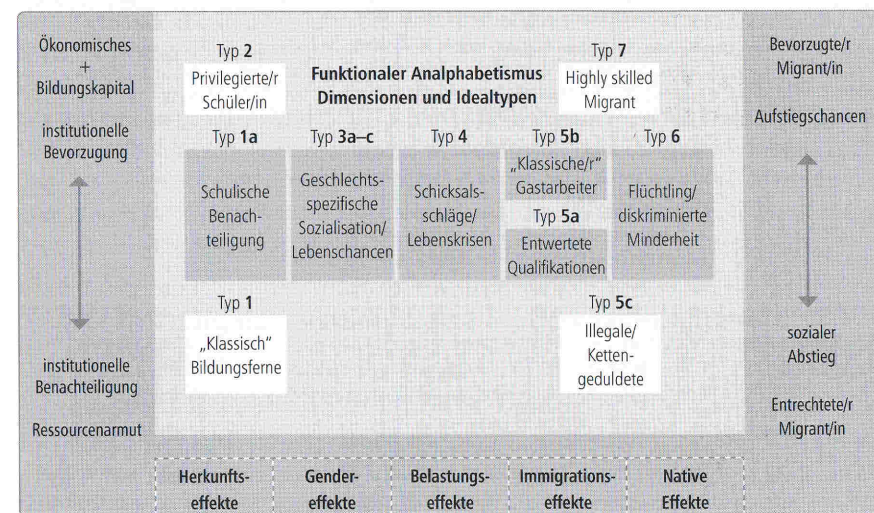 Ökonomisches
+
Bildungskapital
institutionelle
Bevorzugung
institutionelle
Benachteiligung
Ressourcenarmut
Funktionaler Analphabetismus
Dimensionen und Idealtypen
Typ 2
Privilegierte/r
Schüler/in
Typ 7
Highly skilled
Migrant
Typ 1a
Schulische
Benach-
teiligung
Typ 3a–c
Geschlechts-
spezifische
Sozialisation/
Lebenschancen
Typ 4
Schicksals-
schläge/
Lebenskrisen
Typ 5b
„Klassische/r“
Gastarbeiter
Typ 5a
Entwertete
Qualifikationen
Typ 6
Flüchtling/
diskriminierte
Minderheit
Typ 1
„Klassisch“
Bildungsferne
Typ 5c
Illegale/
Ketten-
geduldete
Bevorzugte/r
Migrant/in
Aufstiegschancen
sozialer
Abstieg
Entrechtete/r
Migrant/in
Herkunfts-
effekte
Gender-
effekte
Belastungs-
effekte
Immigrations-
effekte
Native
Effekte